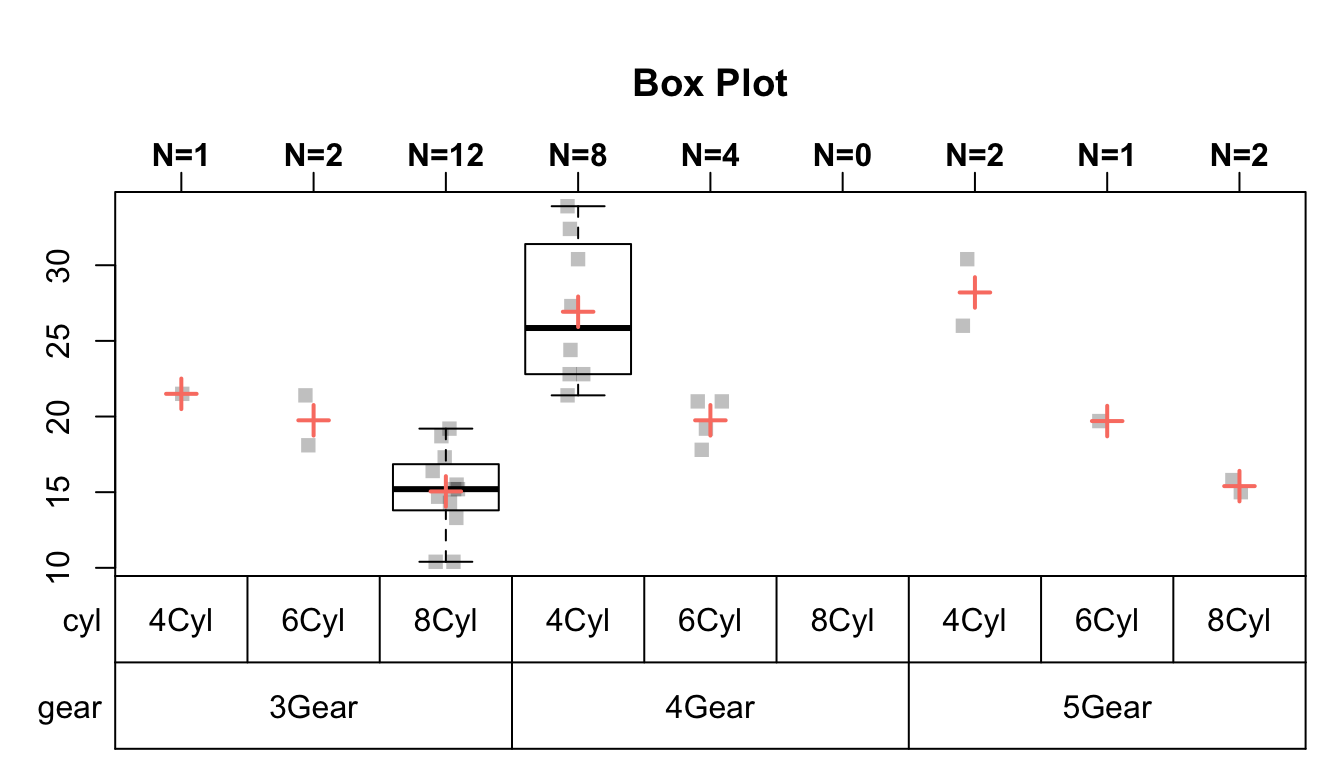 Box Plot
N=1 N=2 N=12 N=8 N=4 N=0 N=2 N=1 N=2
30
25
20
15
10
cyl 4Cyl 6Cyl 8Cyl 4Cyl 6Cyl 8Cyl 4Cyl 6Cyl 8Cyl
gear 3Gear 4Gear 5Gear